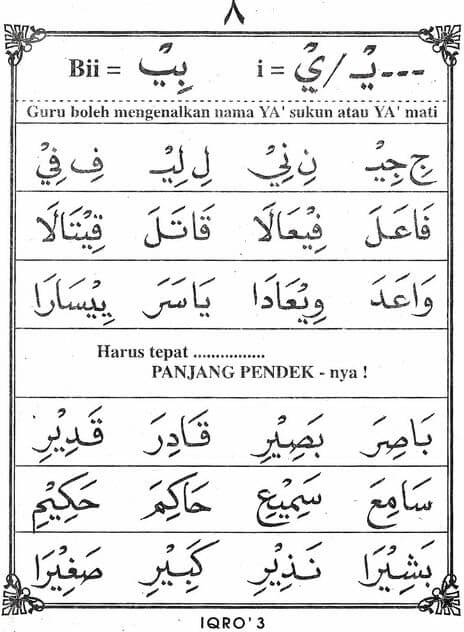 ٨
Bii = بِيْ i = ـيْـ / يْ ---
Guru boleh mengenalkan nama YA' sukun atau YA' mati
جِ جِيْـ نِ نِيْ لِ لِيْـ فِ فِيْ
فَاعَلَ فِيْعَالًا قَاتَلَ قِيْتَالًا
وَاعَدَ وِيْعَادَا يَاسَرَ يِيْسَارَا
Harus tepat ................
PANJANG PENDEK - nya !
بَاصِرَ بَصِيْرِ قَادِرَ قَدِيْرِ
سَامِعَ سَمِيْعِ حَاكِمَ حَكِيْمِ
بَشِيْرَا نَذِيْرِ كَبِيْرِ صَغِيْرَا
IQRO' 3